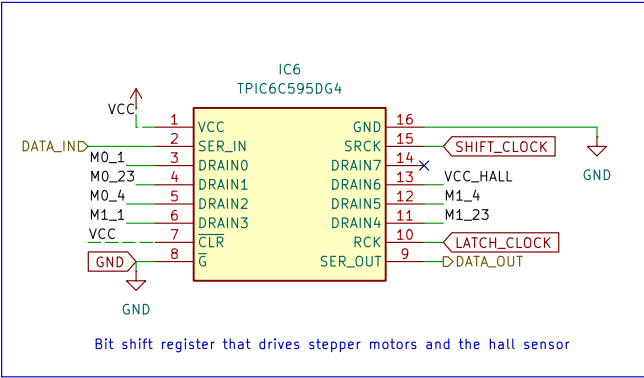 IC6
TPIC6C595DG4
VCC
1 VCC GND 16
DATA_IN 2 SER_IN SRCK 15 SHIFT_CLOCK
M0_1 3 DRAIN0 DRAIN7 14
M0_23 4 DRAIN1 DRAIN6 13 VCC_HALL
M0_4 5 DRAIN2 DRAIN5 12 M1_4
M1_1 6 DRAIN3 DRAIN4 11 M1_23
VCC 7 CLR RCK 10 LATCH_CLOCK
GND 8 G SER_OUT 9 DATA_OUT
GND
GND
Bit shift register that drives stepper motors and the hall sensor